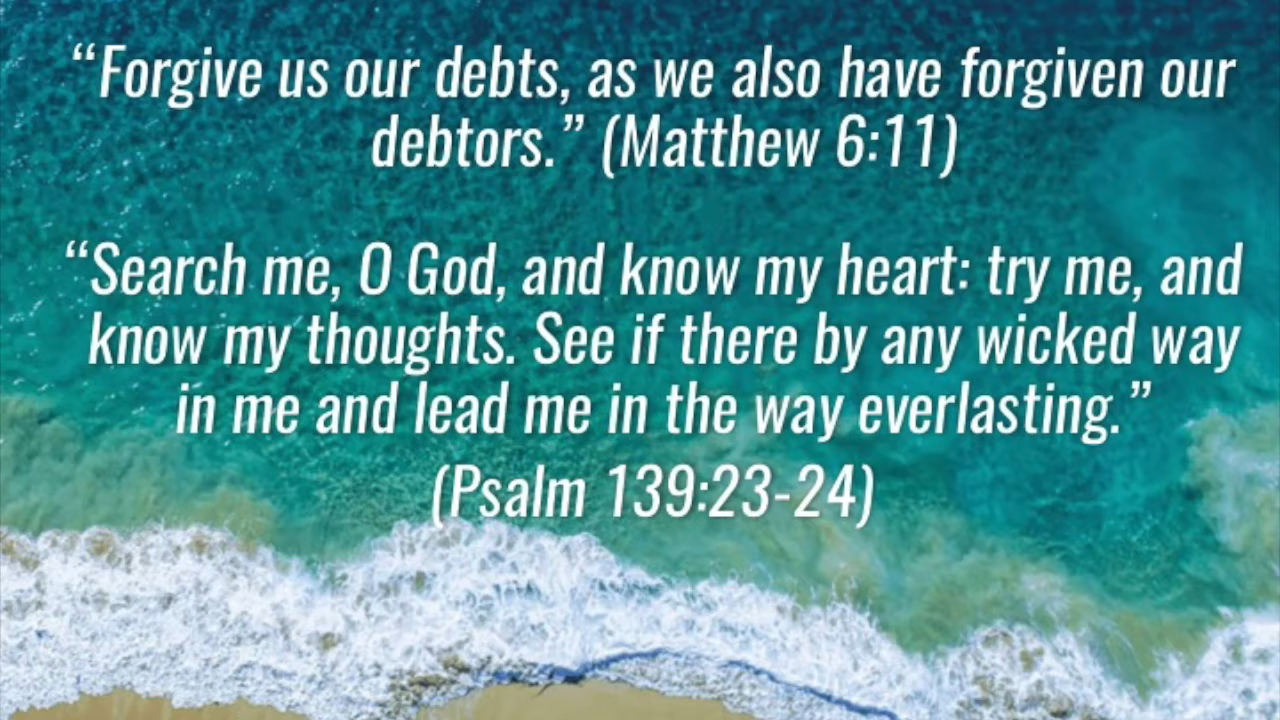 “Forgive us our debts, as we also have forgiven our
debtors.” (Matthew 6:11)
“Search me, O God, and know my heart: try me, and
know my thoughts. See if there by any wicked way
in me and lead me in the way everlasting.”
(Psalm 139:23-24)